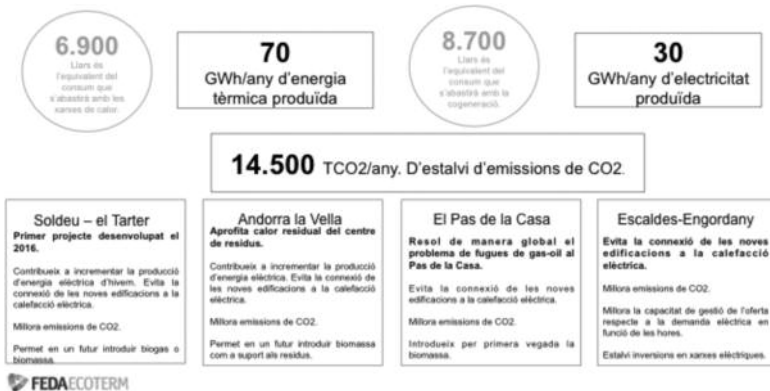 6.900
Llars és
l'equivalent del
consum que
s'abastirà amb les
xarxes de calor.
70
GWh/any d'energia
tèrmica produïda
8.700
Llars és
l'equivalent del
consum que
s'abastirà amb la
cogeneració.
30
GWh/any d'electricitat
produïda
14.500 TCO2/any. D'estalvi d'emissions de CO2.
Soldeu – el Tarter
Primer projecte desenvolupat el
2016.
Contribueix a incrementar la producció
d'energia elèctrica d'hivern. Evita la
connexió de les noves edificacions a la
calefacció elèctrica.
Millora emissions de CO2.
Permet en un futur introduir biogas o
biomassa.
Andorra la Vella
Aprofita calor residual del centre
de residus.
Contribueix a incrementar la producció
d'energia elèctrica. Evita la connexió de
les noves edificacions a la calefacció
elèctrica.
Millora emissions de CO2.
Permet en un futur introduir biomassa
com a suport als residus.
El Pas de la Casa
Resol de manera global el
problema de fugues de gas-oil al
Pas de la Casa.
Evita la connexió de les noves
edificacions a la calefacció elèctrica.
Millora emissions de CO2.
Introdueix per primera vegada la
biomassa.
Escaldes-Engordany
Evita la connexió de les noves
edificacions a la calefacció
elèctrica.
Millora emissions de CO2.
Millora la capacitat de gestió de l'oferta
respecte a la demanda elèctrica en
funció de les hores.
Estalvi inversions en xarxes elèctriques.
FEDAECOTERM